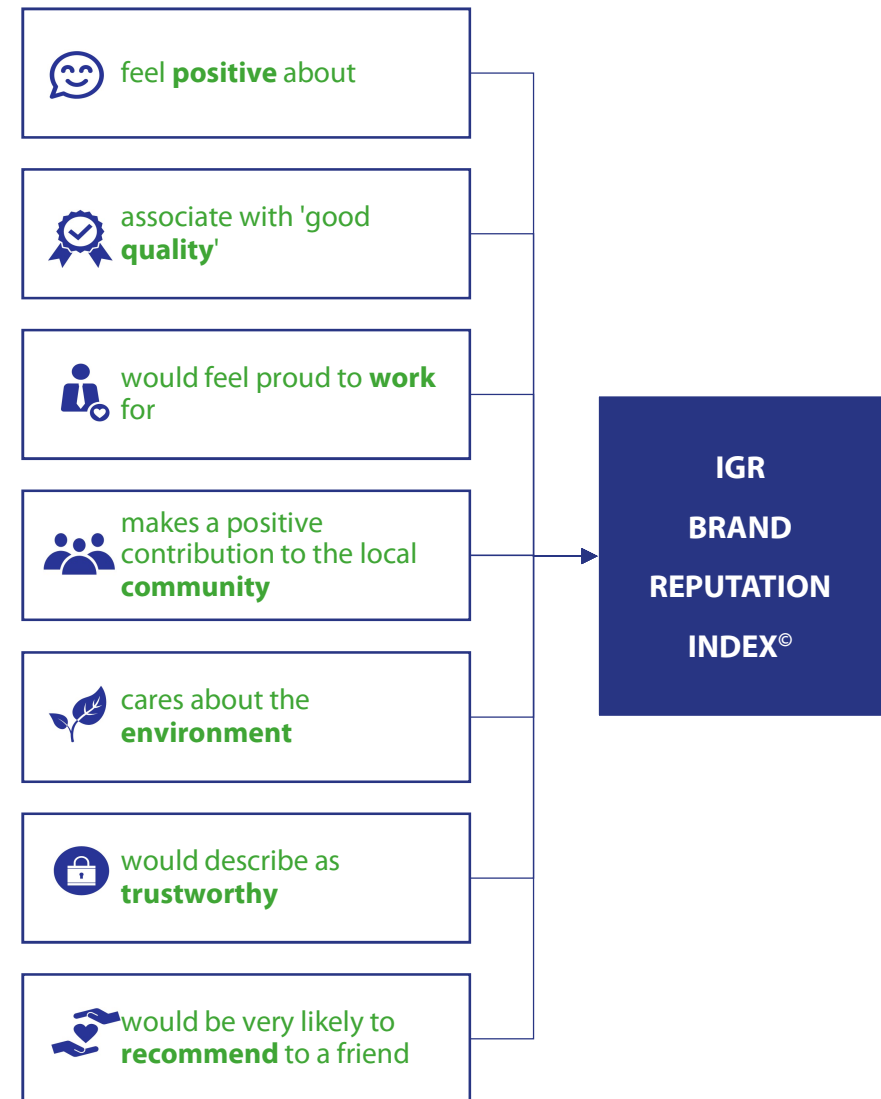 feel positive about
associate with 'good
quality'
would feel proud to work
for
makes a positive
contribution to the local
community
cares about the
environment
would describe as
trustworthy
would be very likely to
recommend to a friend
IGR
BRAND
REPUTATION
INDEX©